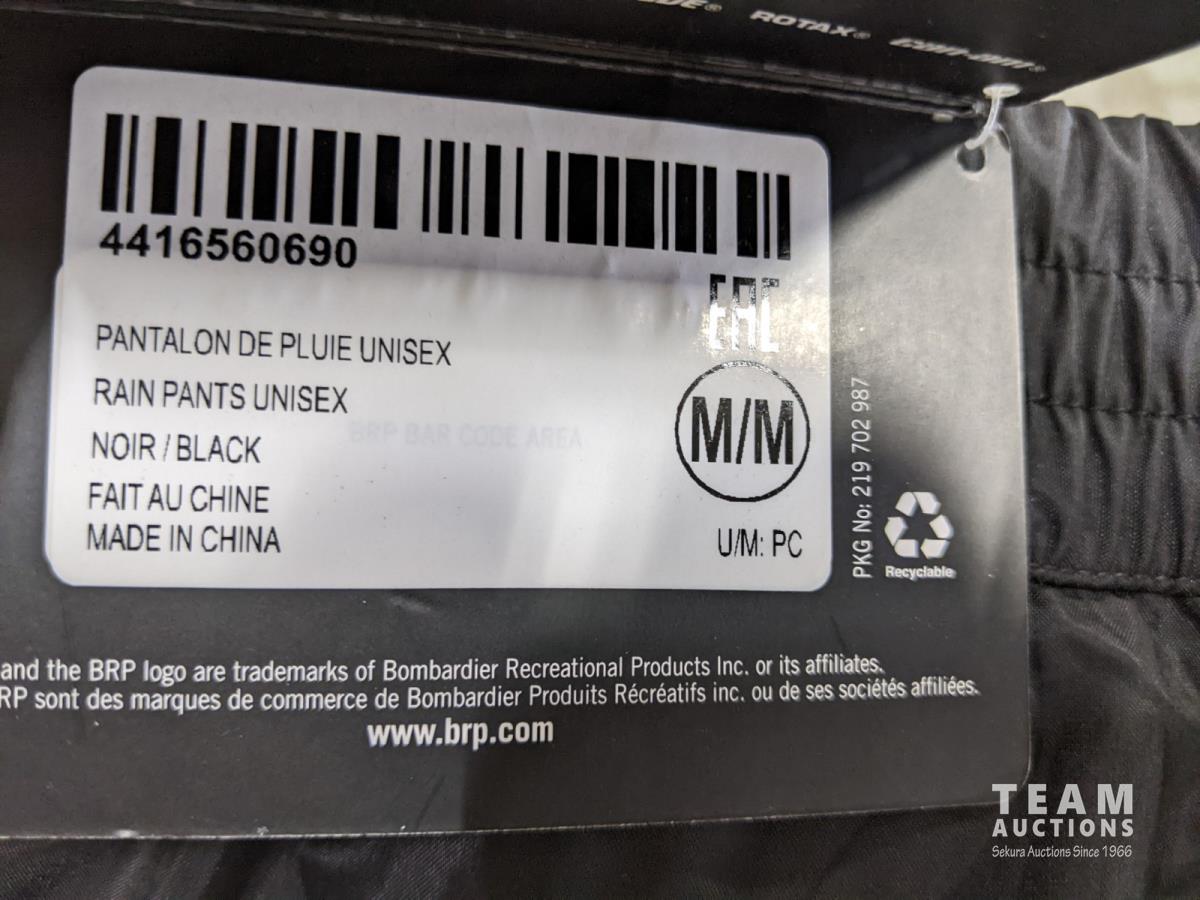 ROTAX® can-am®
4416560690
EAC
PANTALON DE PLUIE UNISEX
RAIN PANTS UNISEX
BRP BAR CODE AREA
NOIR / BLACK
M/M
FAIT AU CHINE
MADE IN CHINA
U/M: PC
PKG No: 219 702 987
Recyclable
and the BRP logo are trademarks of Bombardier Recreational Products Inc. or its affiliates.
RP sont des marques de commerce de Bombardier Produits Récréatifs inc. ou de ses sociétés affiliées.
www.brp.com
TEAM
AUCTIONS
Sekura Auctions Since 1966